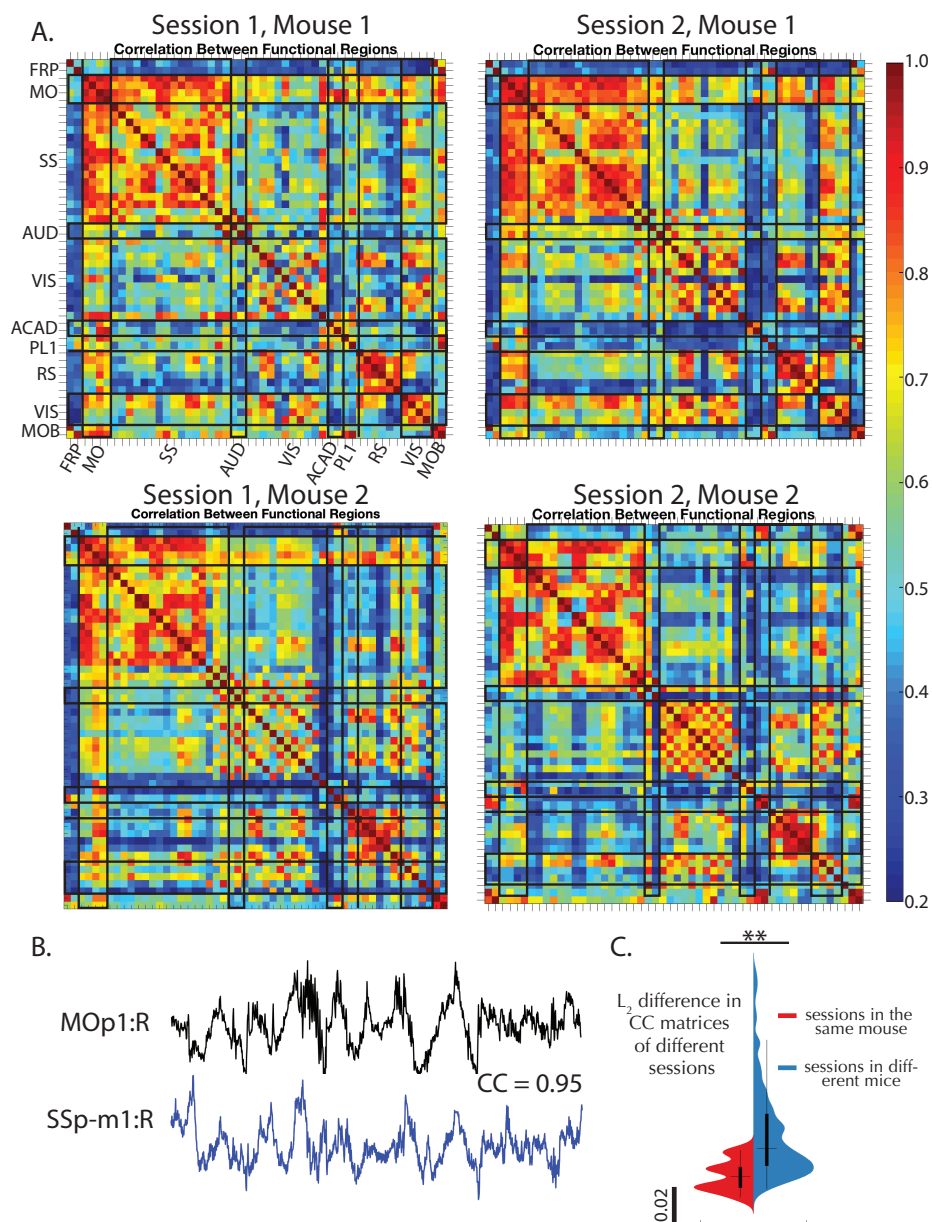 A.
Session 1, Mouse 1
Correlation Between Functional Regions
FRP
MO
SS
AUD
VIS
ACAD
PL1
RS
VIS
MOB
FRP
MO
SS
AUD
VIS
ACAD
PL1
RS
VIS
MOB
Session 2, Mouse 1
Correlation Between Functional Regions
1.0
0.9
0.8
0.7
0.6
0.5
0.4
0.3
0.2
Session 1, Mouse 2
Correlation Between Functional Regions
Session 2, Mouse 2
Correlation Between Functional Regions
B.
MOp1:R
CC = 0.95
SSp-m1:R
C.
**
L2 difference in
CC matrices
of different
sessions
sessions in the
same mouse
sessions in diff-
erent mice
0.02